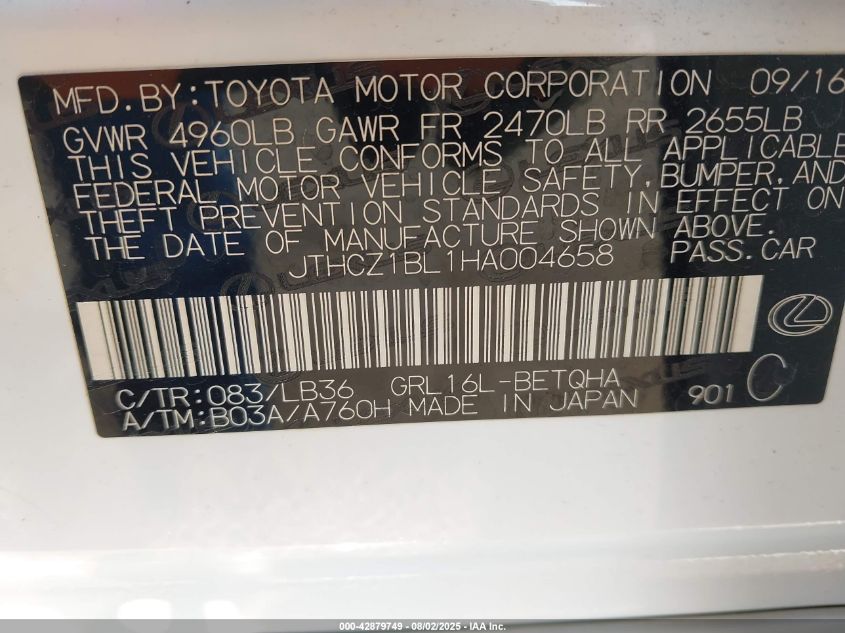 MFD. BY: TOYOTA MOTOR CORPORATION 09/16
GVWR 4960LB GAWR FR 2470LB RR 2655LB
THIS VEHICLE CONFORMS TO ALL APPLICABLE
FEDERAL MOTOR VEHICLE SAFETY, BUMPER, AND
THEFT PREVENTION STANDARDS IN EFFECT ON
THE DATE OF MANUFACTURE SHOWN ABOVE.
JTHCZ1BL1HA004658 PASS. CAR
C/TR: 083/LB36 GRL16L-BETQHA
A/TM: B03A/A760H MADE IN JAPAN 901 C
000-42879749 - 08/02/2025 - IAA Inc.